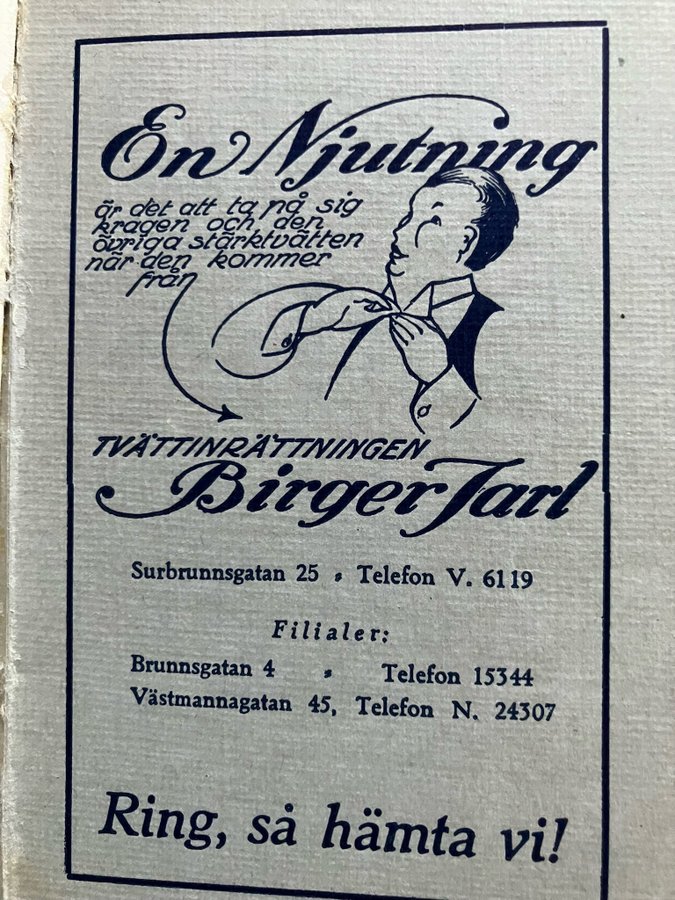 En Njutning
är det att ta på sig
kragen och den
övriga stärktvätten
när den kommer
från
TVÄTTINRÄTTNINGEN
Birger Jarl
Surbrunnsgatan 25 • Telefon V. 6119
Filialer:
Brunnsgatan 4 • Telefon 15344
Västmannagatan 45, Telefon N. 24307
Ring, så hämta vi!